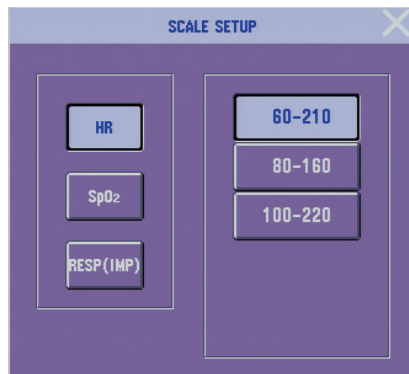 SCALE SETUP
HR
SpO₂
RESP(IMP)
60-210
80-160
100-220